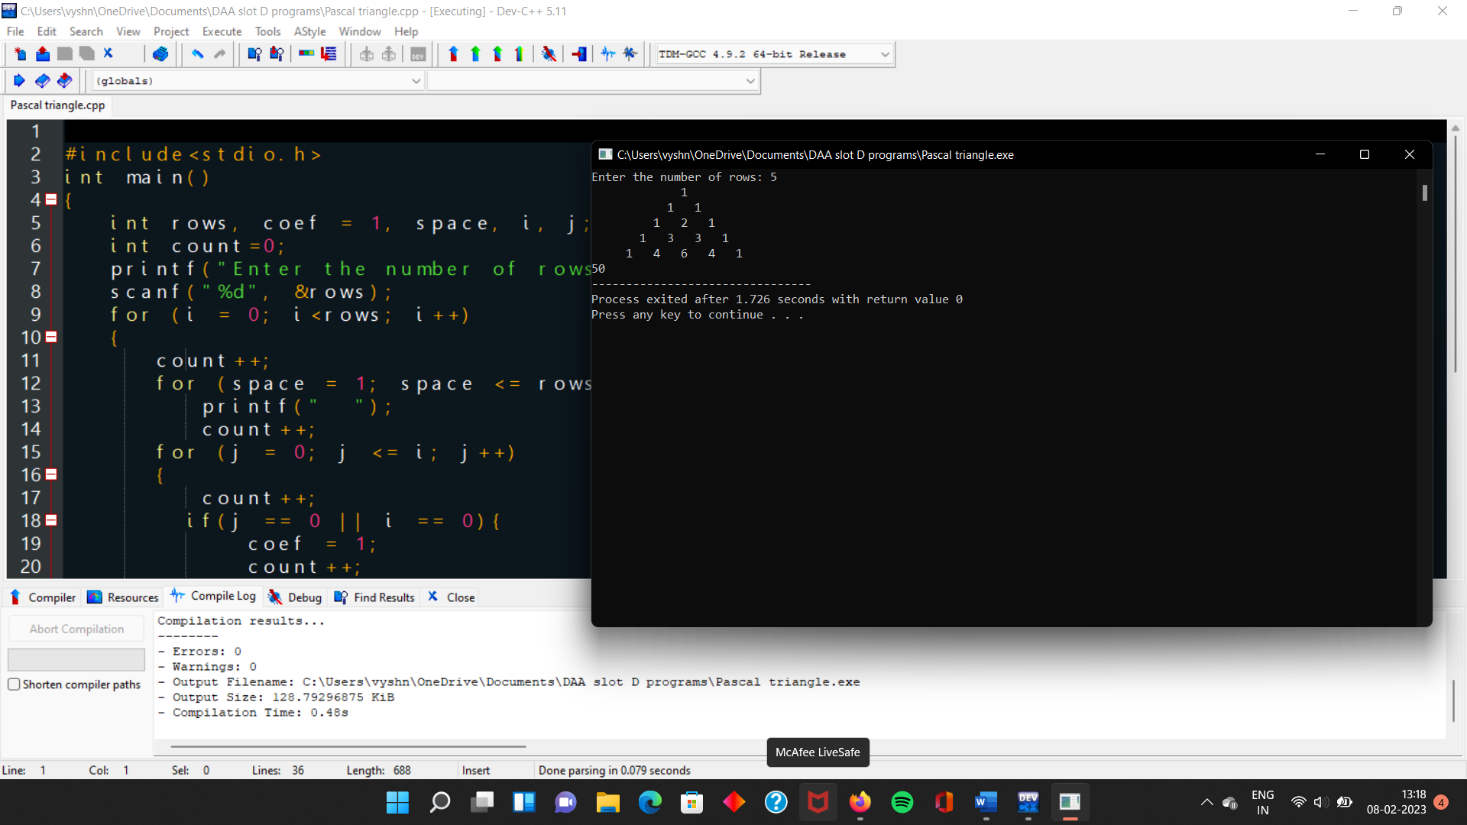 C:\Users\vyshn\OneDrive\Documents\DAA slot D programs\Pascal triangle.cpp - [Executing] - Dev-C++ 5.11
File Edit Search View Project Execute Tools AStyle Window Help
TDM-GCC 4.9.2 64-bit Release
(globals)
Pascal triangle.cpp
1
2 #include<stdio.h>
3 int main()
4 {
5 int rows, coef = 1, space, i, j;
6 int count=0;
7 printf("Enter the number of rows
8 scanf("%d", &rows);
9 for (i = 0; i<rows; i++)
10 {
11 count++;
12 for (space = 1; space <= rows
13 printf("  ");
14 count++;
15 for (j = 0; j <= i; j++)
16 {
17 count++;
18 if(j == 0 || i == 0){
19 coef = 1;
20 count++;
C:\Users\vyshn\OneDrive\Documents\DAA slot D programs\Pascal triangle.exe
Enter the number of rows: 5
1
1 1
1 2 1
1 3 3 1
1 4 6 4 1
50
--------------------------------
Process exited after 1.726 seconds with return value 0
Press any key to continue . . .
Compiler Resources Compile Log Debug Find Results Close
Abort Compilation
Shorten compiler paths
Compilation results...
--------
- Errors: 0
- Warnings: 0
- Output Filename: C:\Users\vyshn\OneDrive\Documents\DAA slot D programs\Pascal triangle.exe
- Output Size: 128.79296875 KiB
- Compilation Time: 0.48s
McAfee LiveSafe
Line: 1 Col: 1 Sel: 0 Lines: 36 Length: 688 Insert Done parsing in 0.079 seconds
DEV
W
ENG
IN
13:18
08-02-2023
4